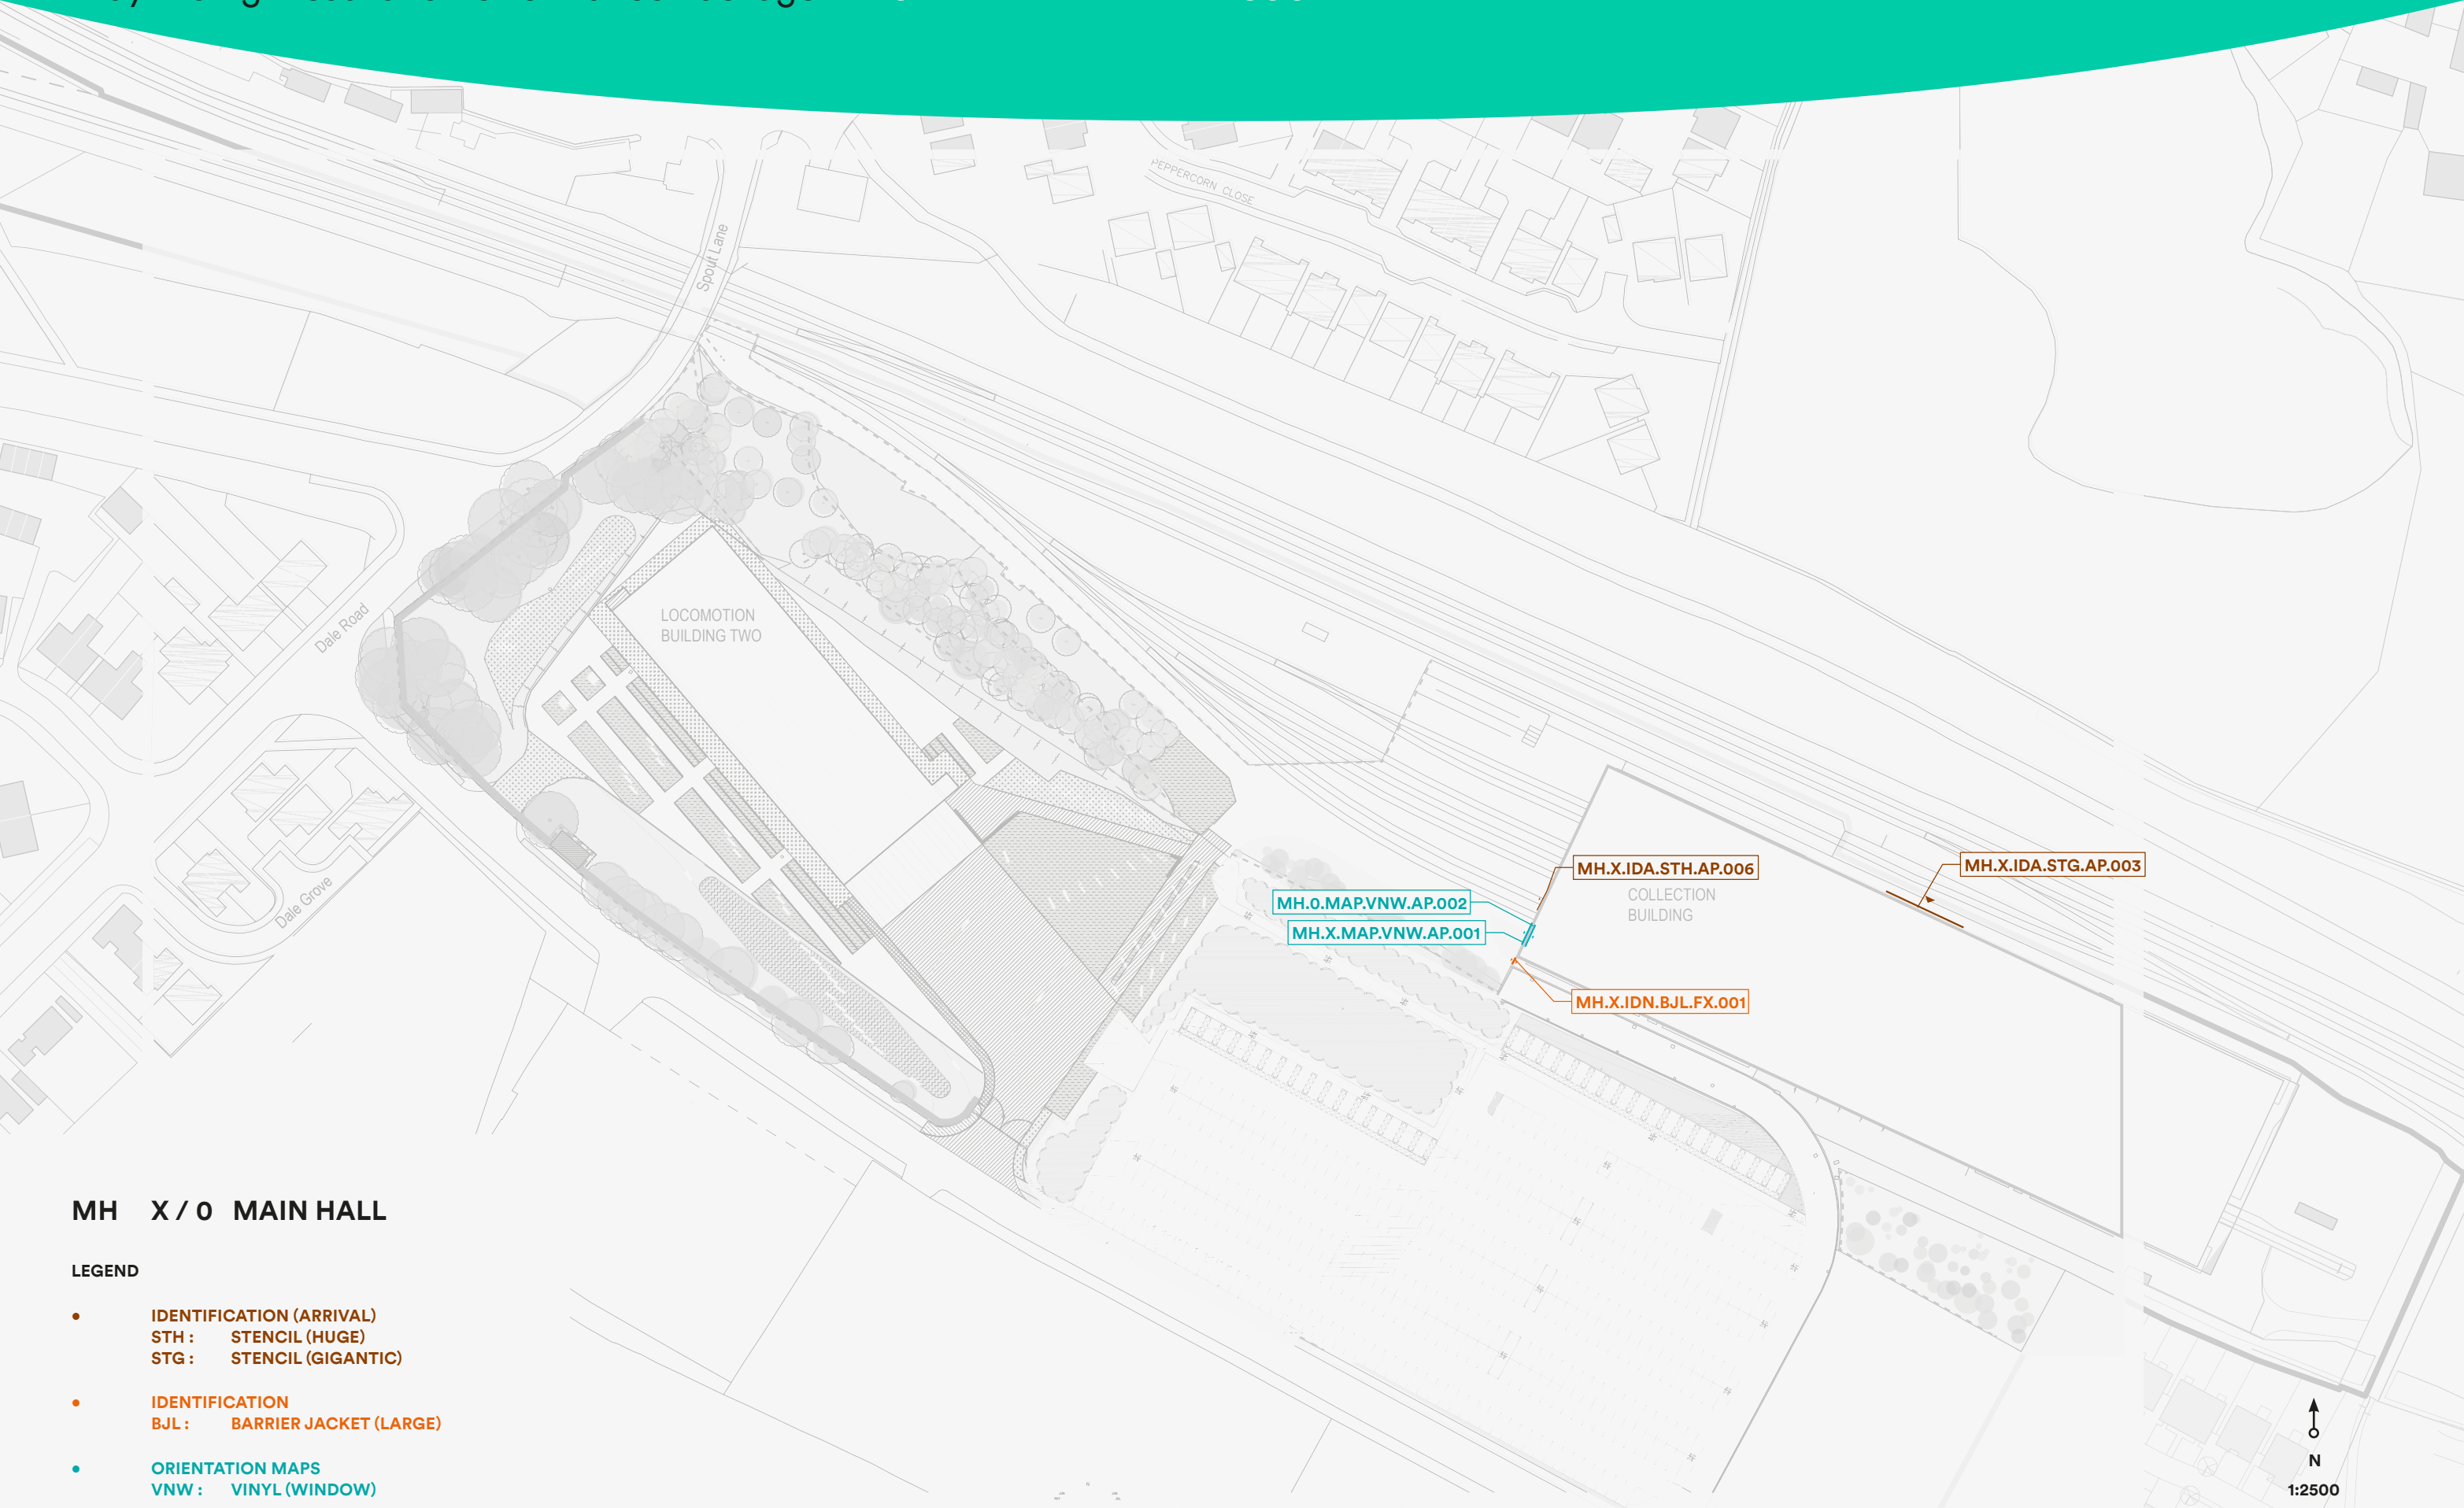 PEPPERCORN CLOSE
Spout Lane
LOCOMOTION
BUILDING TWO
Dale Road
Dale Grove
MH.X.IDA.STH.AP.006
MH.X.IDA.STG.AP.003
COLLECTION
BUILDING
MH.0.MAP.VNW.AP.002
MH.X.MAP.VNW.AP.001
MH.X.IDN.BJL.FX.001
MH X / 0 MAIN HALL
LEGEND
• IDENTIFICATION (ARRIVAL)
STH : STENCIL (HUGE)
STG : STENCIL (GIGANTIC)
• IDENTIFICATION
BJL : BARRIER JACKET (LARGE)
• ORIENTATION MAPS
VNW : VINYL (WINDOW)
N
1:2500